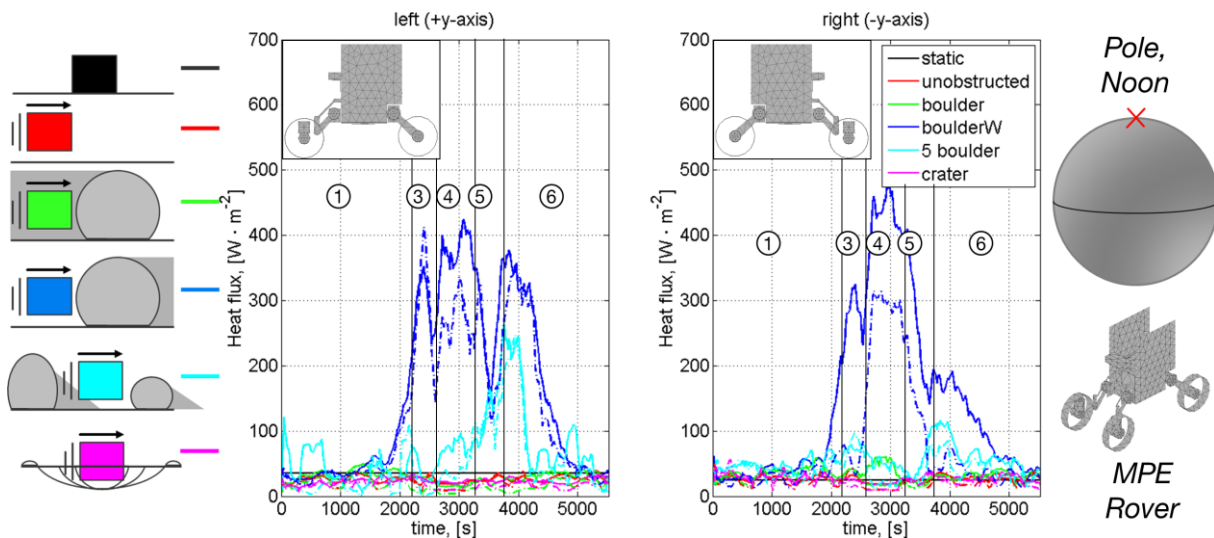 left (+y-axis)
700
600
500
400
300
200
100
0
Heat flux, [W · m-2]
① ③ ④ ⑤ ⑥
0 1000 2000 3000 4000 5000
time, [s]
right (-y-axis)
700
600
500
400
300
200
100
0
Heat flux, [W · m-2]
static
unobstructed
boulder
boulderW
5 boulder
crater
① ③ ④ ⑤ ⑥
0 1000 2000 3000 4000 5000
time, [s]
Pole,
Noon
MPE
Rover